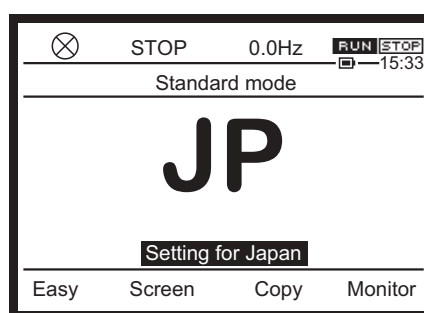 STOP 0.0Hz RUN STOP
15:33
Standard mode
JP
Setting for Japan
Easy Screen Copy Monitor